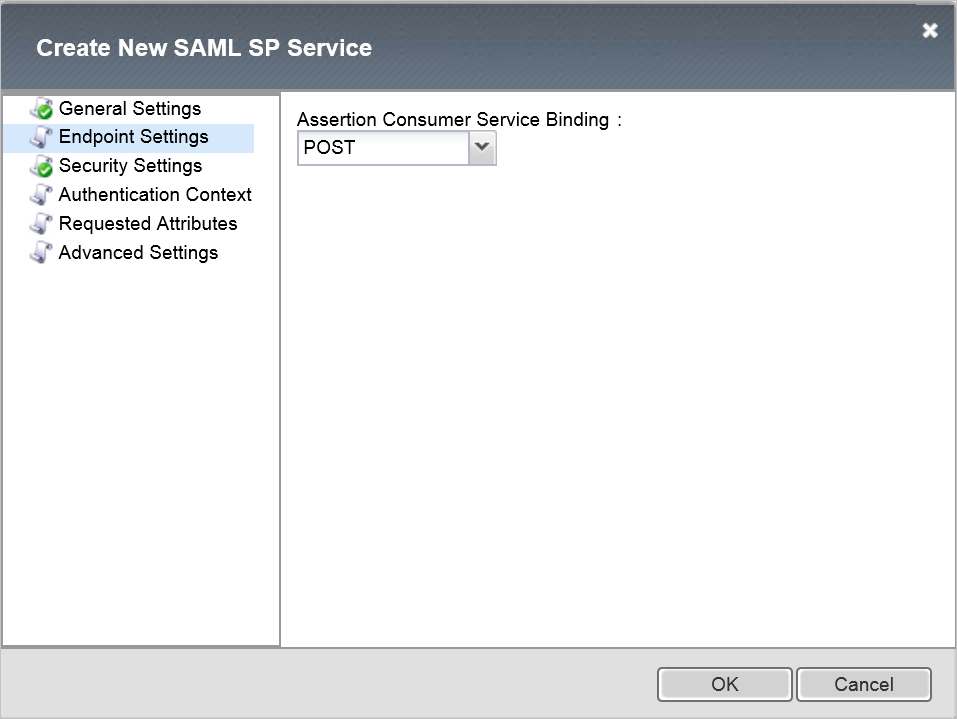 Create New SAML SP Service
General Settings
Endpoint Settings
Security Settings
Authentication Context
Requested Attributes
Advanced Settings
Assertion Consumer Service Binding :
POST
OK
Cancel